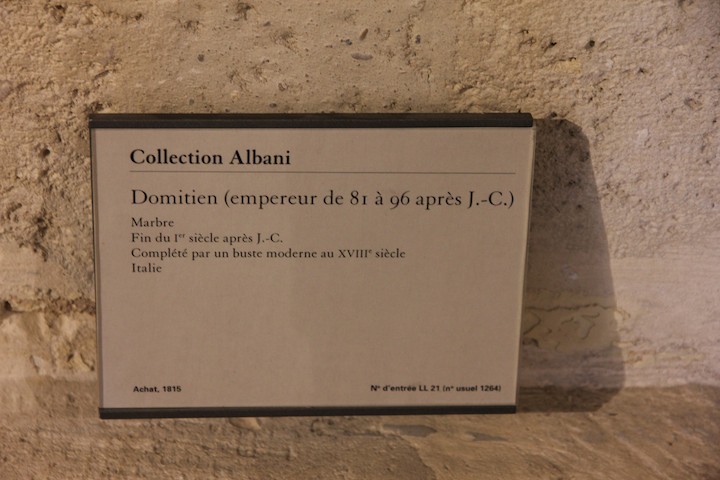 Collection Albani
Domitien (empereur de 81 à 96 après J.-C.)
Marbre
Fin du Iᵉʳ siècle après J.-C.
Complété par un buste moderne au XVIIIᵉ siècle
Italie
Achat, 1815
N° d'entrée LL 21 (n° usuel 1264)